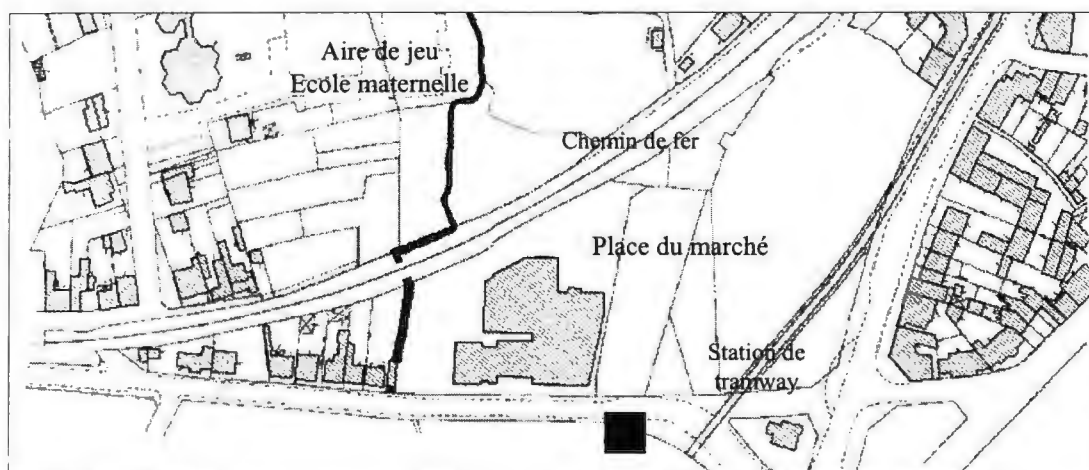 Aire de jeu
Ecole maternelle
Chemin de fer
Place du marché
Station de
tramway